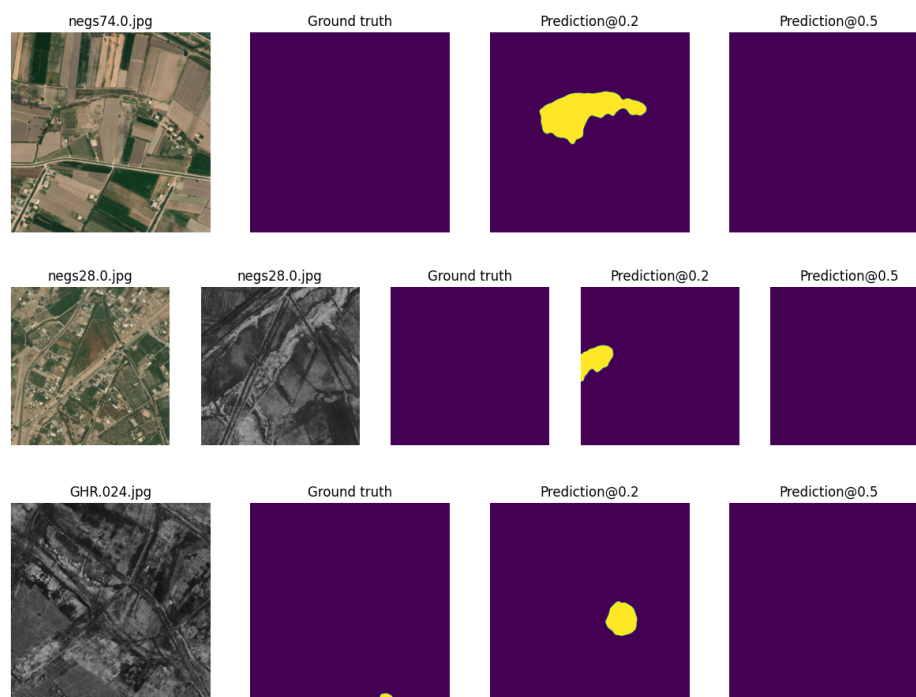 negs74.0.jpg Ground truth Prediction@0.2 Prediction@0.5
negs28.0.jpg negs28.0.jpg Ground truth Prediction@0.2 Prediction@0.5
GHR.024.jpg Ground truth Prediction@0.2 Prediction@0.5